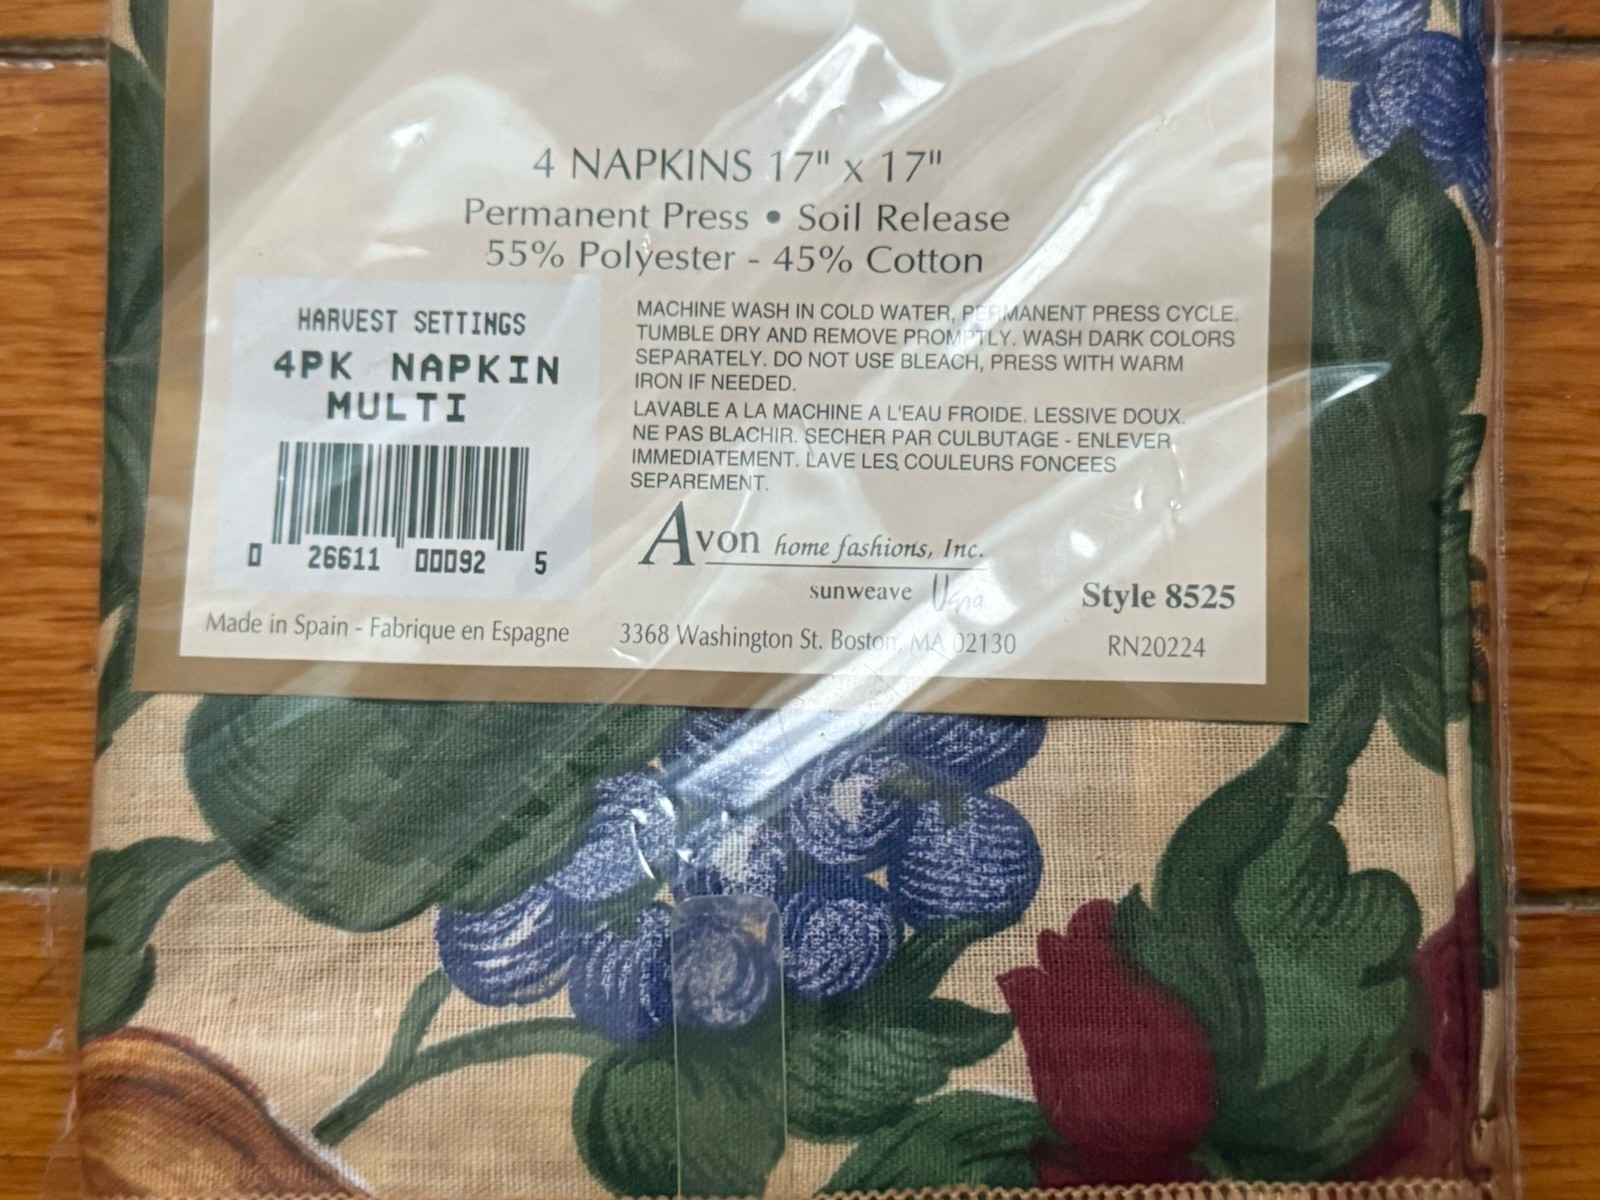 4 NAPKINS 17" x 17"
Permanent Press • Soil Release
55% Polyester - 45% Cotton
HARVEST SETTINGS
4PK NAPKIN
MULTI
0 26611 00092 5
MACHINE WASH IN COLD WATER, PERMANENT PRESS CYCLE.
TUMBLE DRY AND REMOVE PROMPTLY. WASH DARK COLORS
SEPARATELY. DO NOT USE BLEACH, PRESS WITH WARM
IRON IF NEEDED.
LAVABLE A LA MACHINE A L'EAU FROIDE. LESSIVE DOUX.
NE PAS BLACHIR. SECHER PAR CULBUTAGE - ENLEVER
IMMEDIATEMENT. LAVE LES COULEURS FONCEES
SEPAREMENT.
Avon home fashions, Inc.
sunweave
Style 8525
Made in Spain - Fabrique en Espagne
3368 Washington St. Boston, MA 02130
RN20224